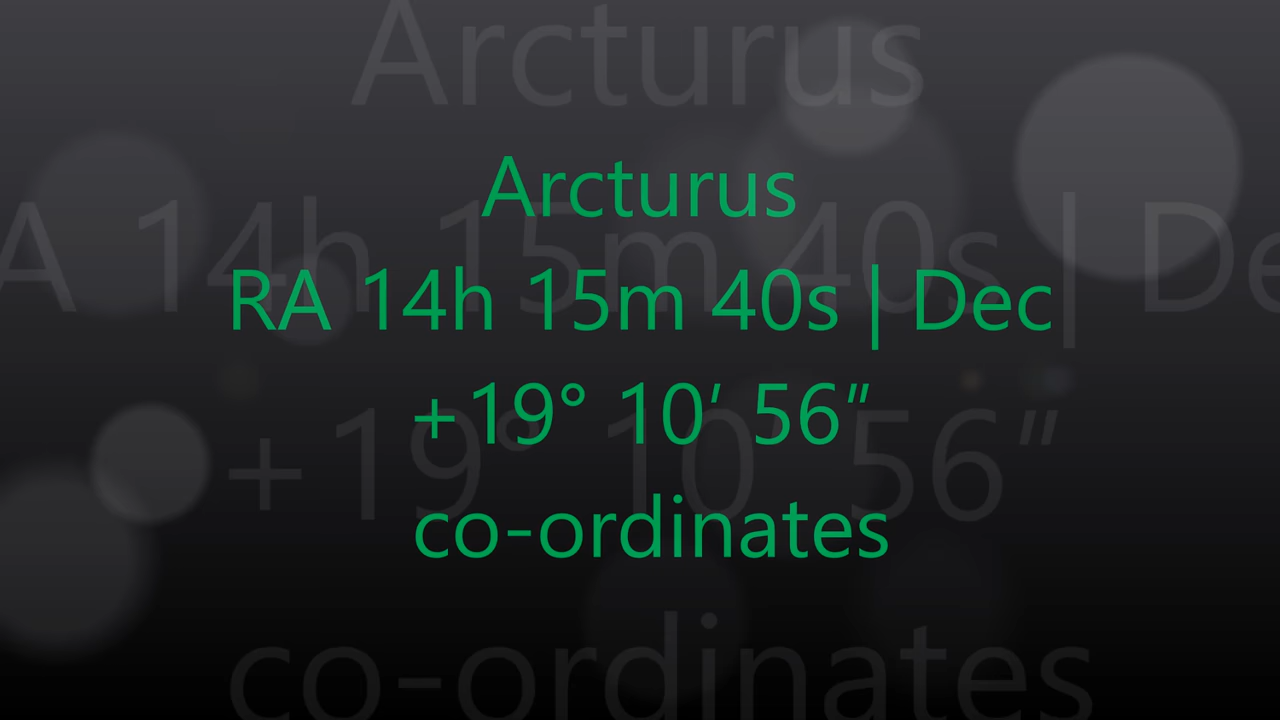 Arcturus
RA 14h 15m 40s | Dec
+19° 10′ 56″
co-ordinates